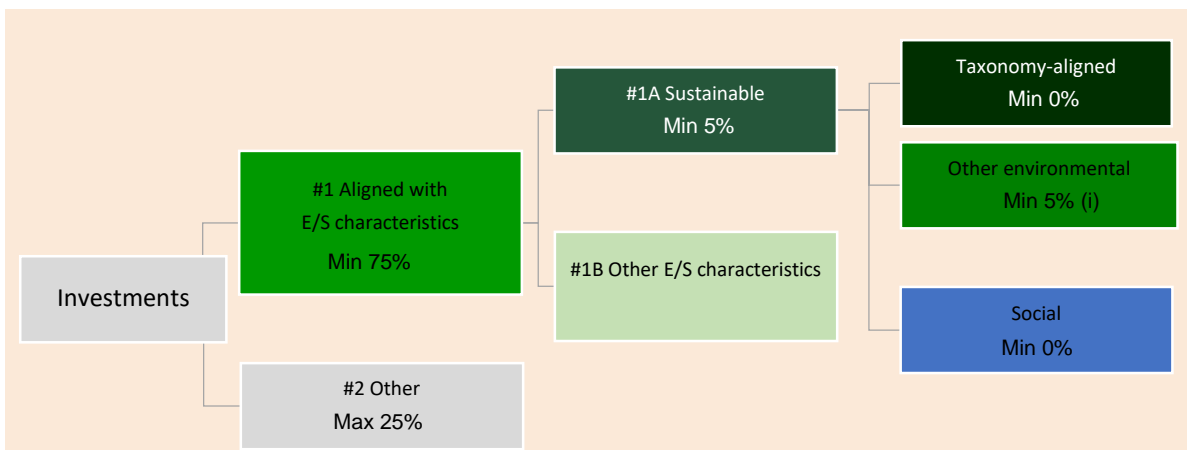 Investments
#1 Aligned with
E/S characteristics
Min 75%
#2 Other
Max 25%
#1A Sustainable
Min 5%
#1B Other E/S characteristics
Taxonomy-aligned
Min 0%
Other environmental
Min 5% (i)
Social
Min 0%